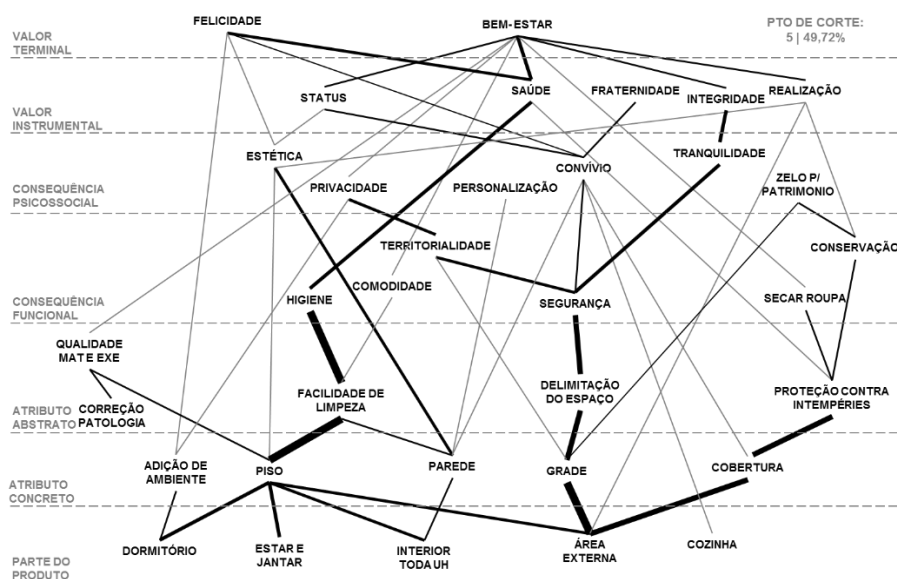 FELICIDADE
BEM-ESTAR
PTO DE CORTE:
5 | 49,72%
VALOR
TERMINAL
STATUS
SAÚDE
FRATERNIDADE
INTEGRIDADE
REALIZAÇÃO
VALOR
INSTRUMENTAL
ESTÉTICA
CONVÍVIO
TRANQUILIDADE
CONSEQUÊNCIA
PSICOSSOCIAL
PRIVACIDADE
PERSONALIZAÇÃO
ZELO P/
PATRIMONIO
TERRITORIALIDADE
CONSERVAÇÃO
CONSEQUÊNCIA
FUNCIONAL
HIGIENE
COMODIDADE
SEGURANÇA
SECAR ROUPA
QUALIDADE
MAT E EXE
ATRIBUTO
ABSTRATO
CORREÇÃO
PATOLOGIA
FACILIDADE DE
LIMPEZA
DELIMITAÇÃO
DO ESPAÇO
PROTEÇÃO CONTRA
INTEMPÉRIES
ATRIBUTO
CONCRETO
ADIÇÃO DE
AMBIENTE
PISO
PAREDE
GRADE
COBERTURA
PARTE DO
PRODUTO
DORMITÓRIO
ESTAR E
JANTAR
INTERIOR
TODA UH
ÁREA
EXTERNA
COZINHA